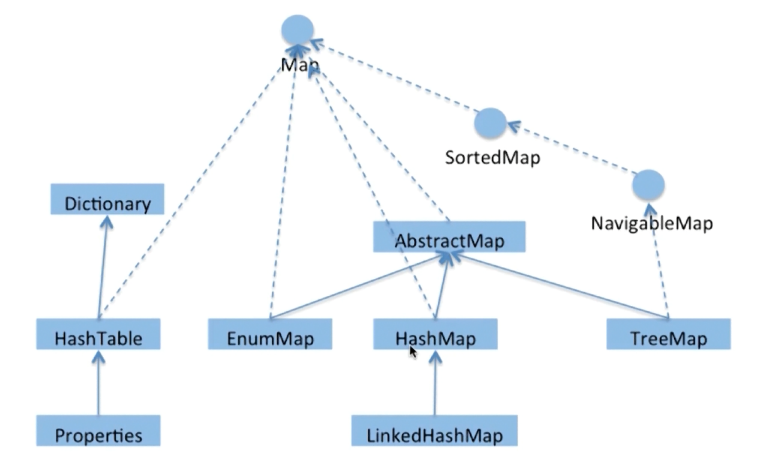 Map
SortedMap
Dictionary
NavigableMap
AbstractMap
HashTable
EnumMap
HashMap
TreeMap
Properties
LinkedHashMap